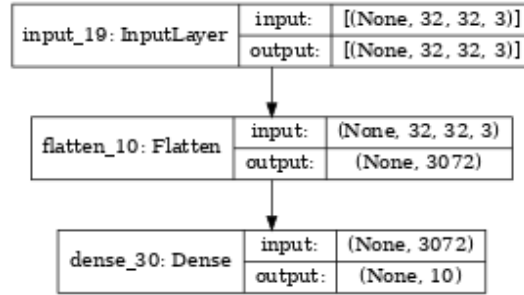 input_19: InputLayer
input: [(None, 32, 32, 3)]
output: [(None, 32, 32, 3)]
flatten_10: Flatten
input: (None, 32, 32, 3)
output: (None, 3072)
dense_30: Dense
input: (None, 3072)
output: (None, 10)